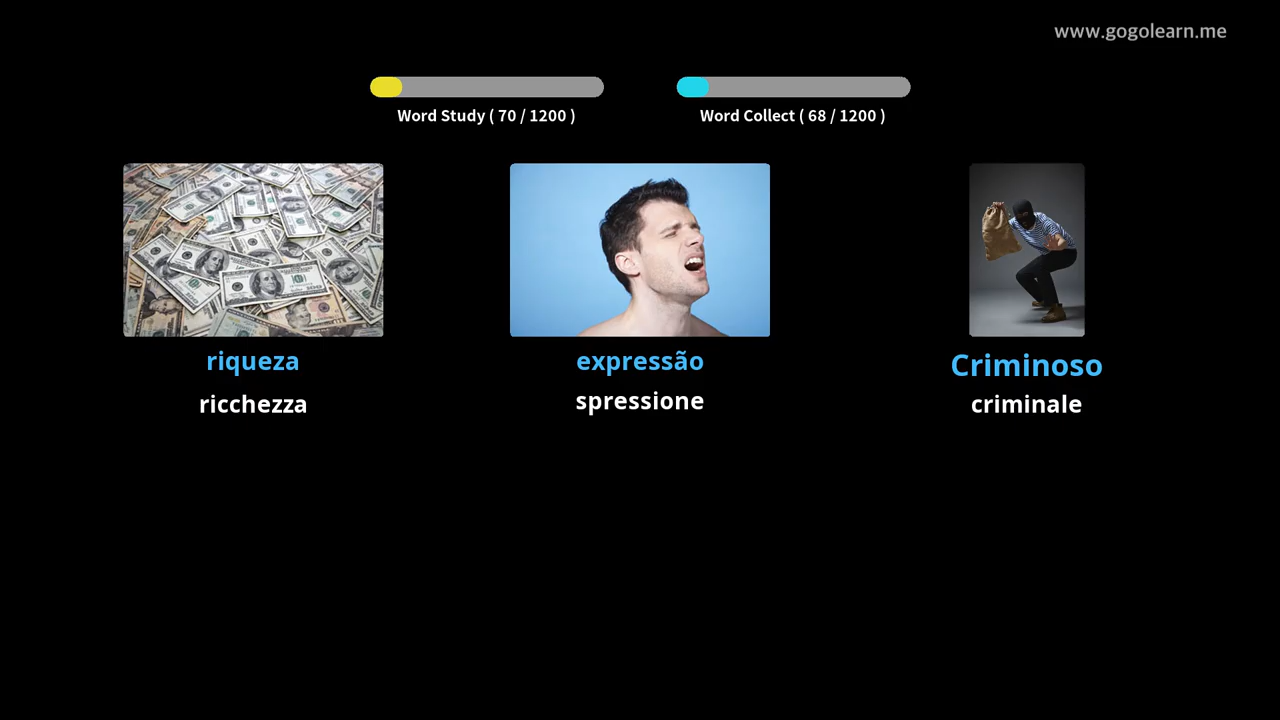 www.gogolearn.me
Word Study ( 70 / 1200 )
Word Collect ( 68 / 1200 )
riqueza
ricchezza
expressão
spressione
Criminoso
criminale